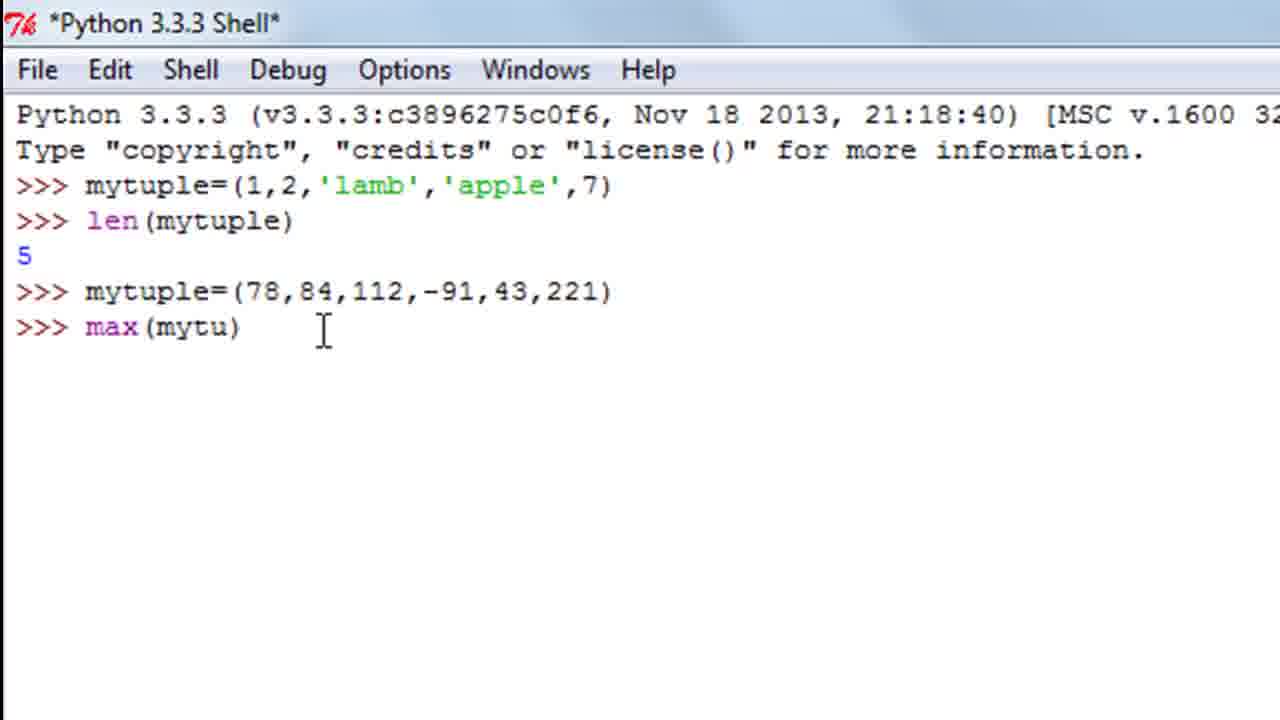 *Python 3.3.3 Shell*
File Edit Shell Debug Options Windows Help
Python 3.3.3 (v3.3.3:c3896275c0f6, Nov 18 2013, 21:18:40) [MSC v.1600 32
Type "copyright", "credits" or "license()" for more information.
>>> mytuple=(1,2,'lamb','apple',7)
>>> len(mytuple)
5
>>> mytuple=(78,84,112,-91,43,221)
>>> max(mytu)